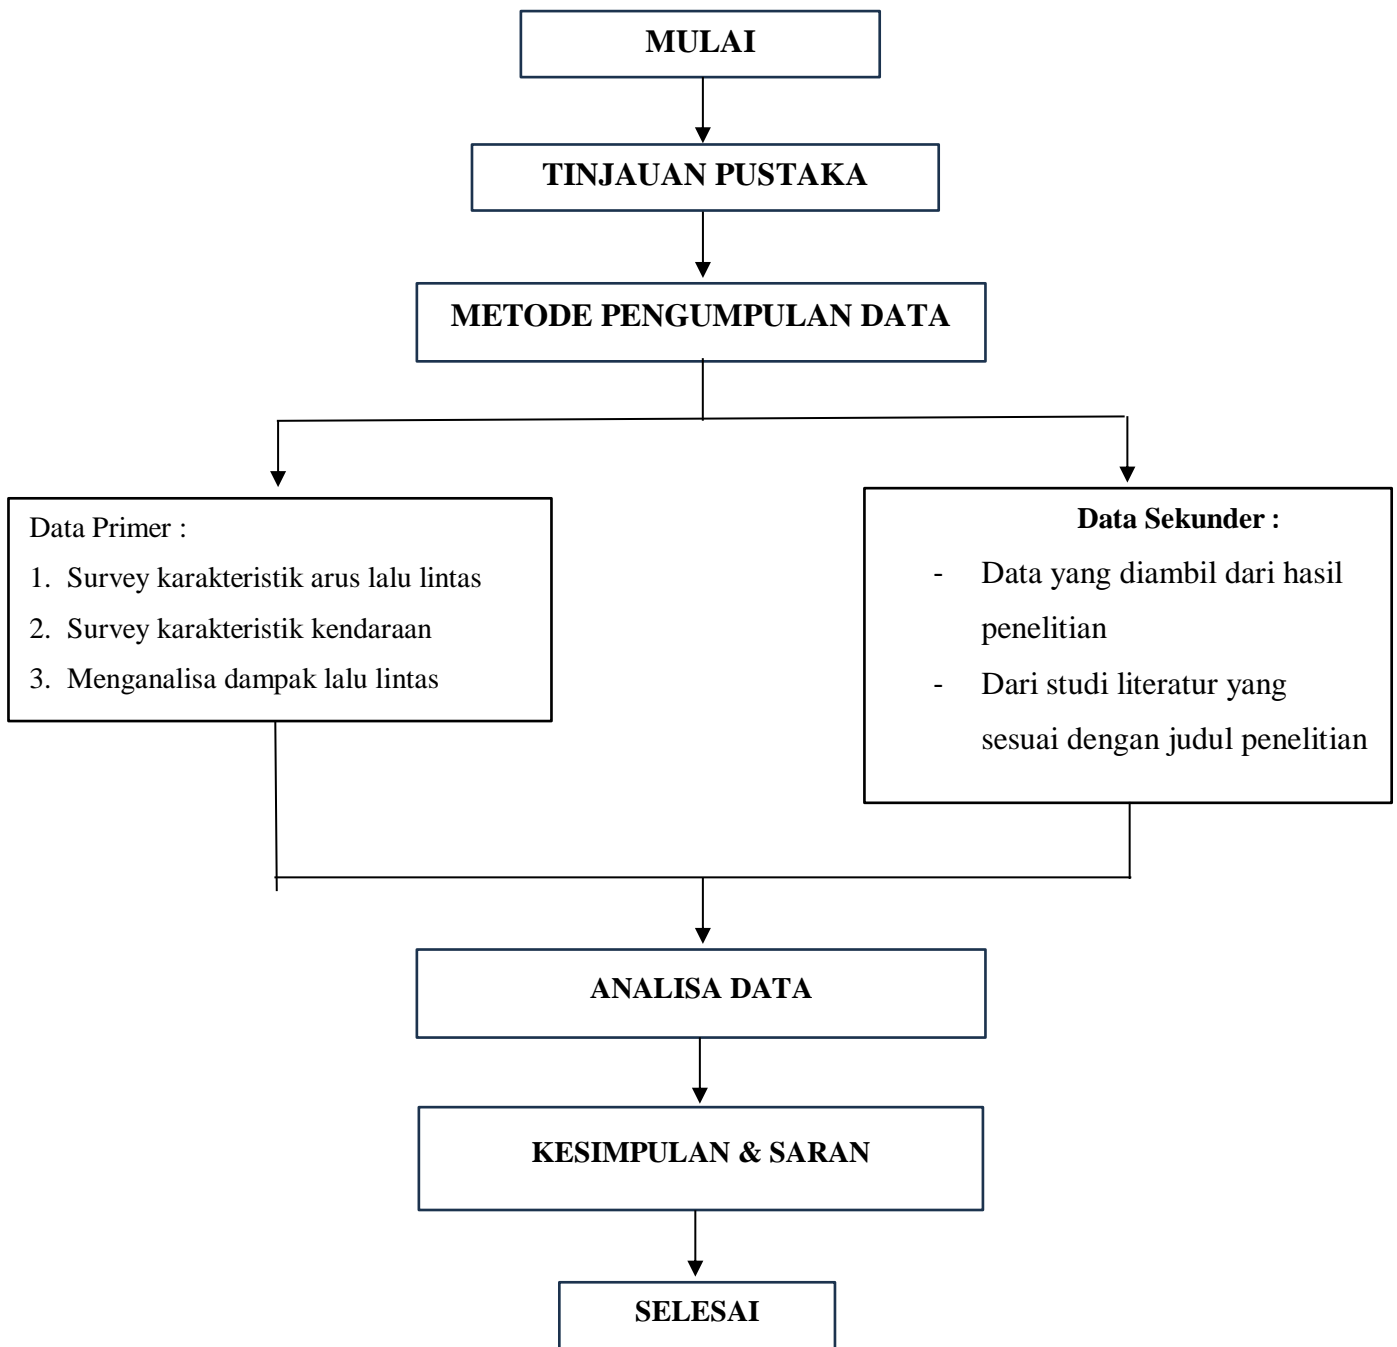 MULAI
TINJAUAN PUSTAKA
METODE PENGUMPULAN DATA
Data Primer :
1. Survey karakteristik arus lalu lintas
2. Survey karakteristik kendaraan
3. Menganalisa dampak lalu lintas
Data Sekunder :
- Data yang diambil dari hasil
penelitian
- Dari studi literatur yang
sesuai dengan judul penelitian
ANALISA DATA
KESIMPULAN & SARAN
SELESAI